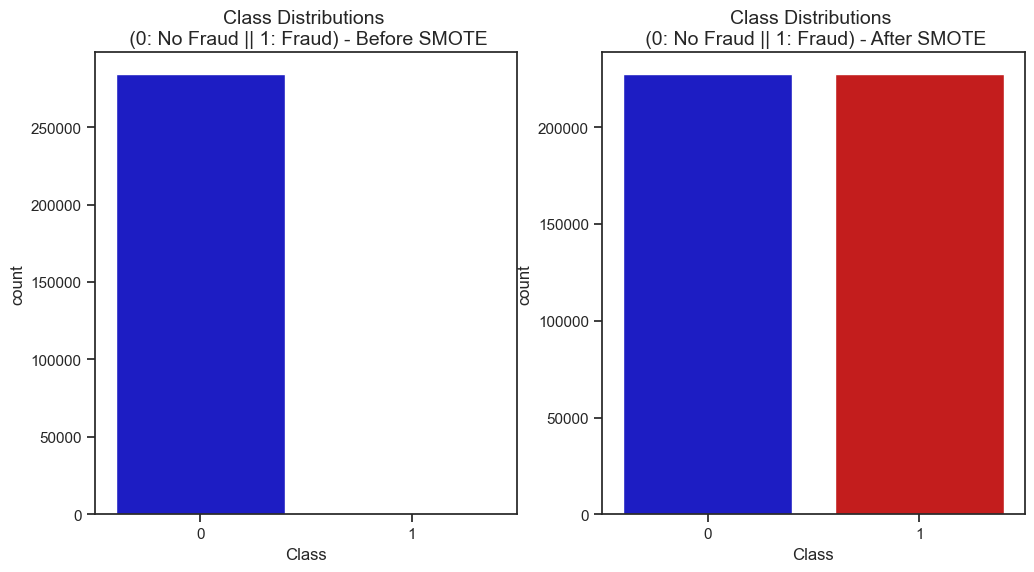 Class Distributions
(0: No Fraud || 1: Fraud) - Before SMOTE
250000
200000
150000
100000
50000
0
count
0 1
Class
Class Distributions
(0: No Fraud || 1: Fraud) - After SMOTE
200000
150000
100000
50000
0
count
0 1
Class